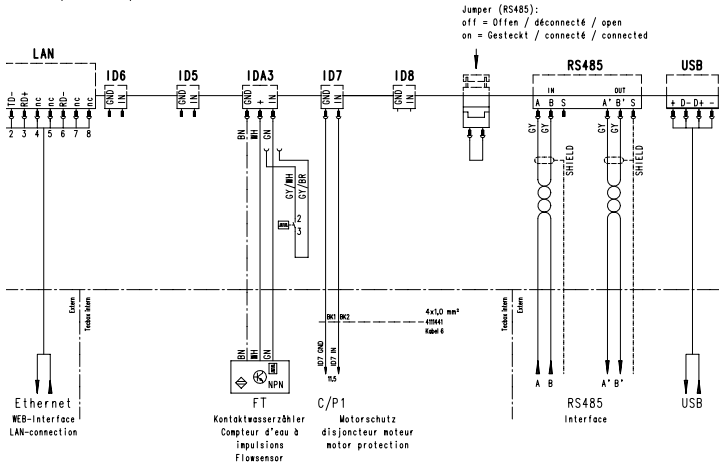 Jumper (RS485):
off = Offen / déconnecté / open
on = Gesteckt / connecté / connected
LAN
ID6
ID5
IDA3
ID7
ID8
RS485
USB
IN
OUT
TD-
RD+
nc
nc
RD-
nc
nc
GND
IN
GND
IN
GND
+
IN
GND
IN
GND
IN
A
B
S
A'
B'
S
+
D-
D+
-
2
3
4
5
6
7
8
BN
WH
GN
GY
GY
GY
GY
GY/WH
GY/BR
SHIELD
SHIELD
2
3
Extern
Tecbox intern
BK1
BK2
4x1,0 mm²
4111441
Kabel 6
Tecbox intern
Extern
BN
WH
GN
ID7 GND
ID7 IN
NPN
11.5
A
B
A'
B'
Ethernet
WEB-Interface
LAN-connection
FT
Kontaktwasserzähler
Compteur d'eau à
impulsions
Flowsensor
C/P1
Motorschutz
disjoncteur moteur
motor protection
RS485
Interface
USB